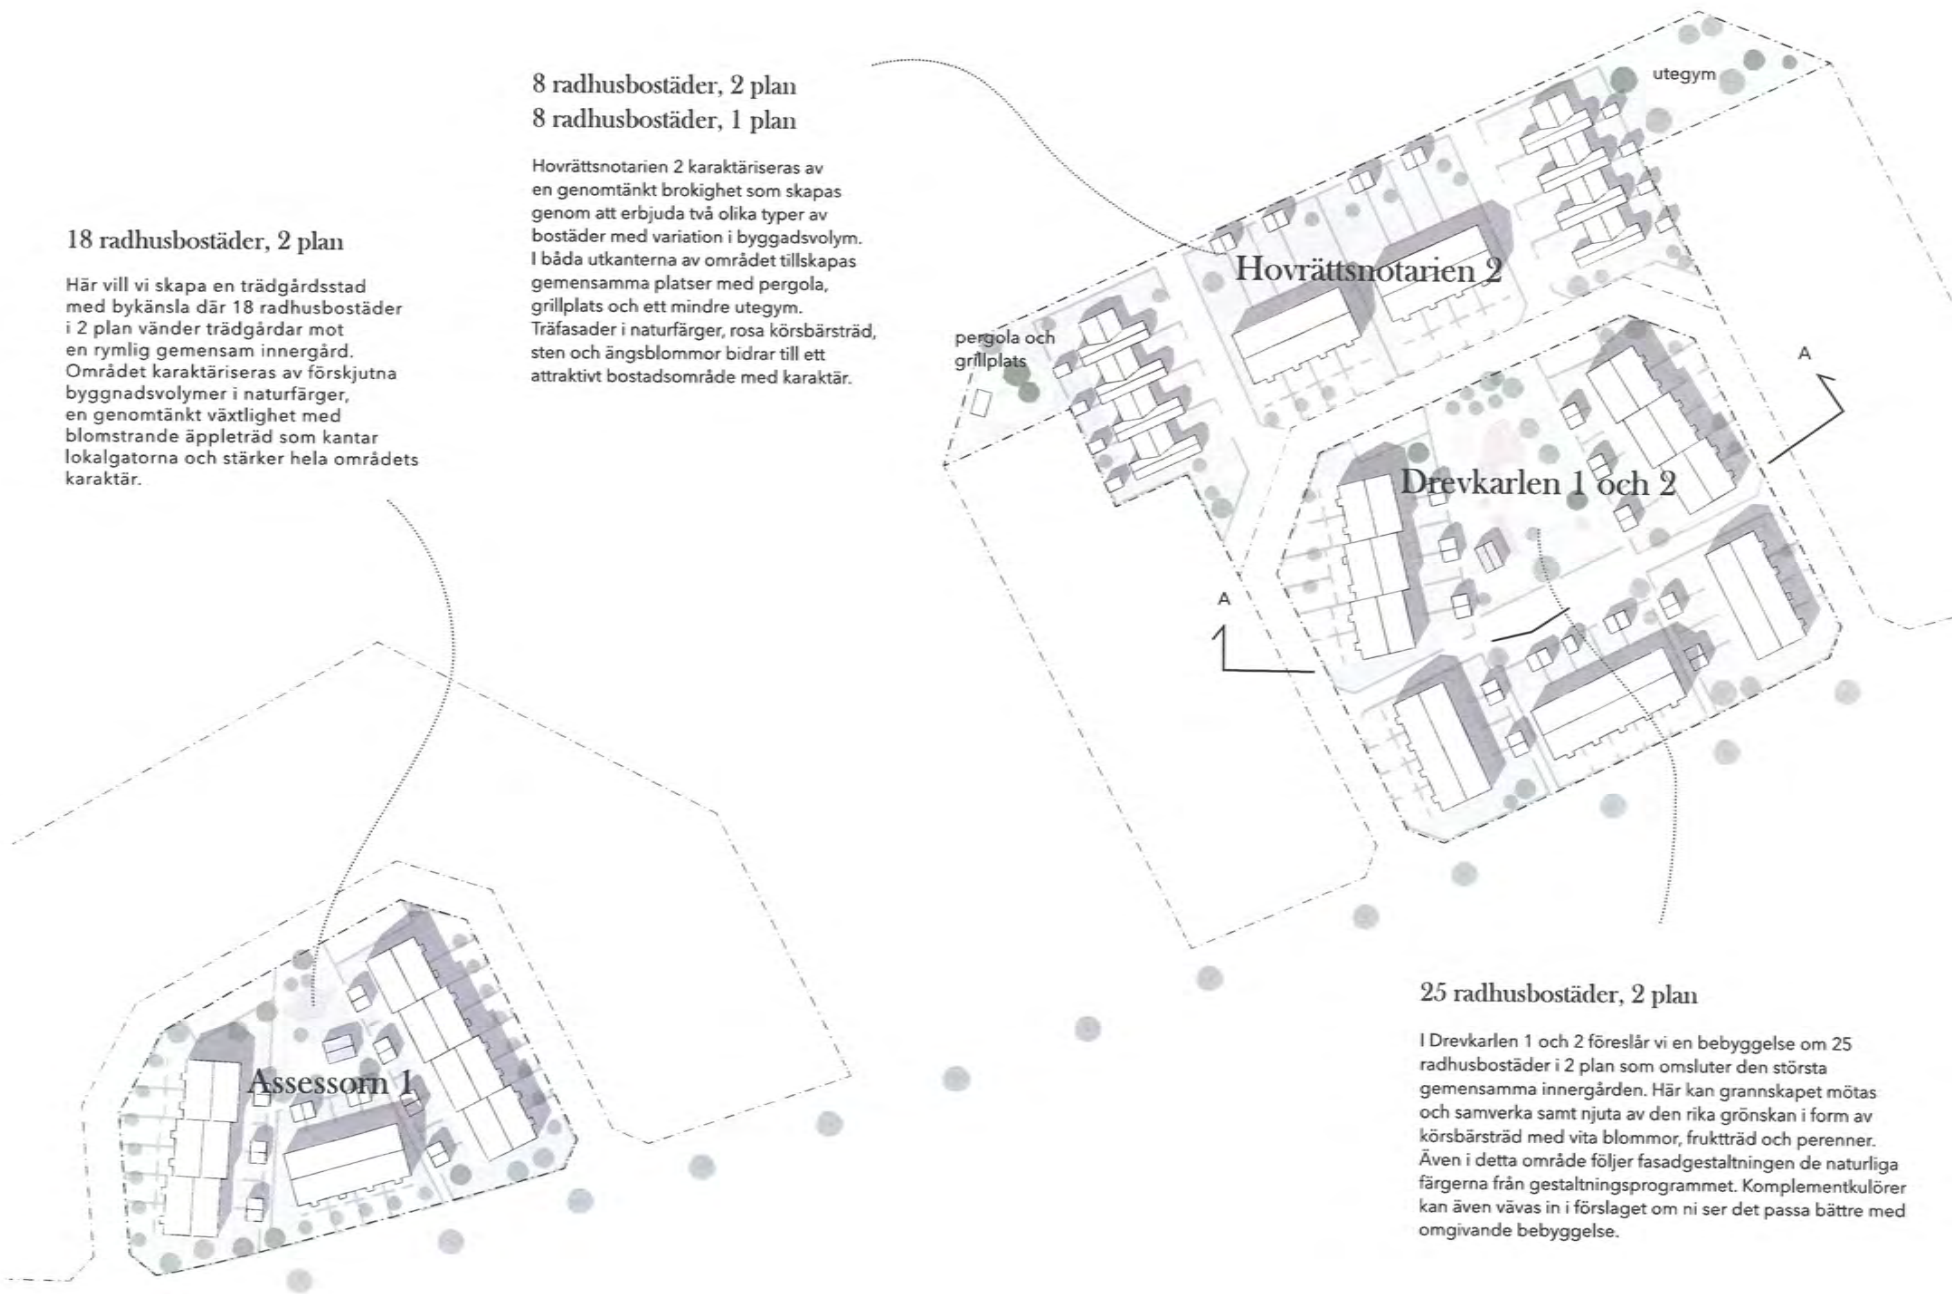 8 radhusbostäder, 2 plan
8 radhusbostäder, 1 plan
Hovrättsnotarien 2 karaktäriseras av
en genomtänkt brokighet som skapas
genom att erbjuda två olika typer av
bostäder med variation i byggadsvolym.
I båda utkanterna av området tillskapas
gemensamma platser med pergola,
grillplats och ett mindre utegym.
Träfasader i naturfärger, rosa körsbärsträd,
sten och ängsblommor bidrar till ett
attraktivt bostadsområde med karaktär.
18 radhusbostäder, 2 plan
Här vill vi skapa en trädgårdsstad
med bykänsla där 18 radhusbostäder
i 2 plan vänder trädgårdar mot
en rymlig gemensam innergård.
Området karaktäriseras av förskjutna
byggnadsvolymer i naturfärger,
en genomtänkt växtlighet med
blomstrande äppleträd som kantar
lokalgatorna och stärker hela områdets
karaktär.
utegym
Hovrättsnotarien 2
pergola och
grillplats
A
Drevkarlen 1 och 2
A
Assessorn 1
25 radhusbostäder, 2 plan
I Drevkarlen 1 och 2 föreslår vi en bebyggelse om 25
radhusbostäder i 2 plan som omsluter den största
gemensamma innergården. Här kan grannskapet mötas
och samverka samt njuta av den rika grönskan i form av
körsbärsträd med vita blommor, fruktträd och perenner.
Även i detta område följer fasadgestaltningen de naturliga
färgerna från gestaltningsprogrammet. Komplementkulörer
kan även vävas in i förslaget om ni ser det passa bättre med
omgivande bebyggelse.